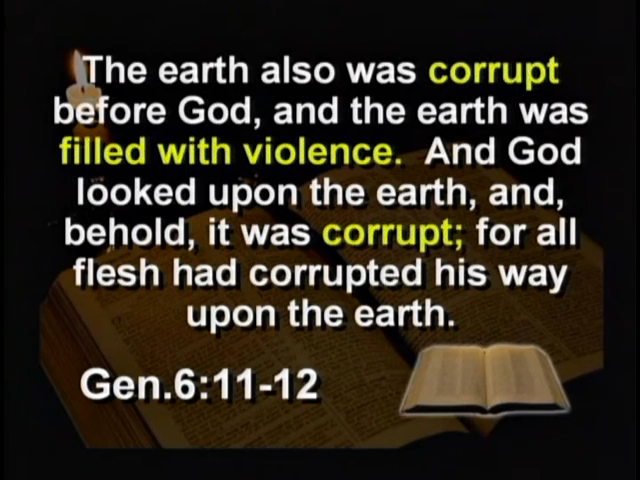 The earth also was corrupt
before God, and the earth was
filled with violence.  And God
looked upon the earth, and,
behold, it was corrupt; for all
flesh had corrupted his way
upon the earth.
Gen.6:11-12